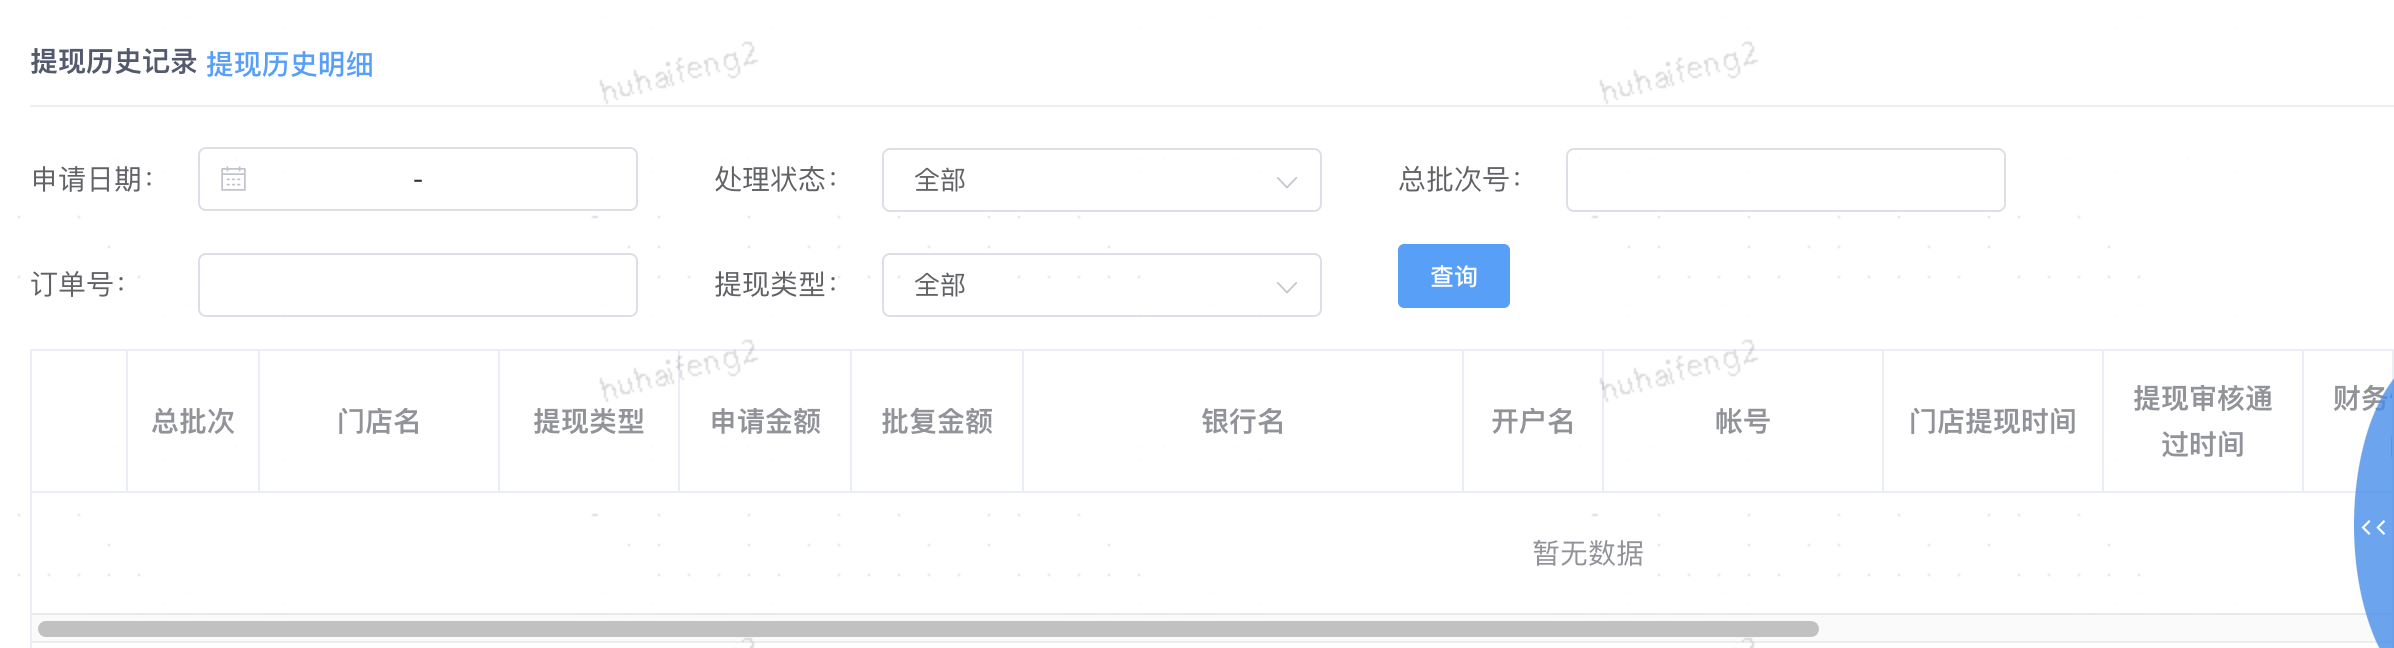 提现历史记录 提现历史明细
huhaifeng2 huhaifeng2
申请日期： - 处理状态： 全部 总批次号：
订单号： 提现类型： 全部 查询
huhaifeng2 huhaifeng2
总批次 门店名 提现类型 申请金额 批复金额 银行名 开户名 帐号 门店提现时间 提现审核通 财务
过时间
暂无数据